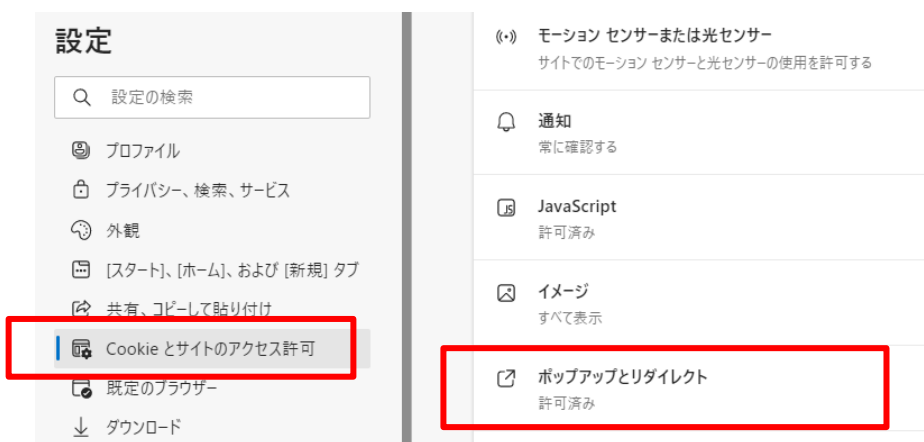 設定
設定の検索
プロファイル
プライバシー、検索、サービス
外観
[スタート]、[ホーム]、および [新規] タブ
共有、コピーして貼り付け
Cookie とサイトのアクセス許可
既定のブラウザー
ダウンロード
モーション センサーまたは光センサー
サイトでのモーション センサーと光センサーの使用を許可する
通知
常に確認する
JS
JavaScript
許可済み
イメージ
すべて表示
ポップアップとリダイレクト
許可済み